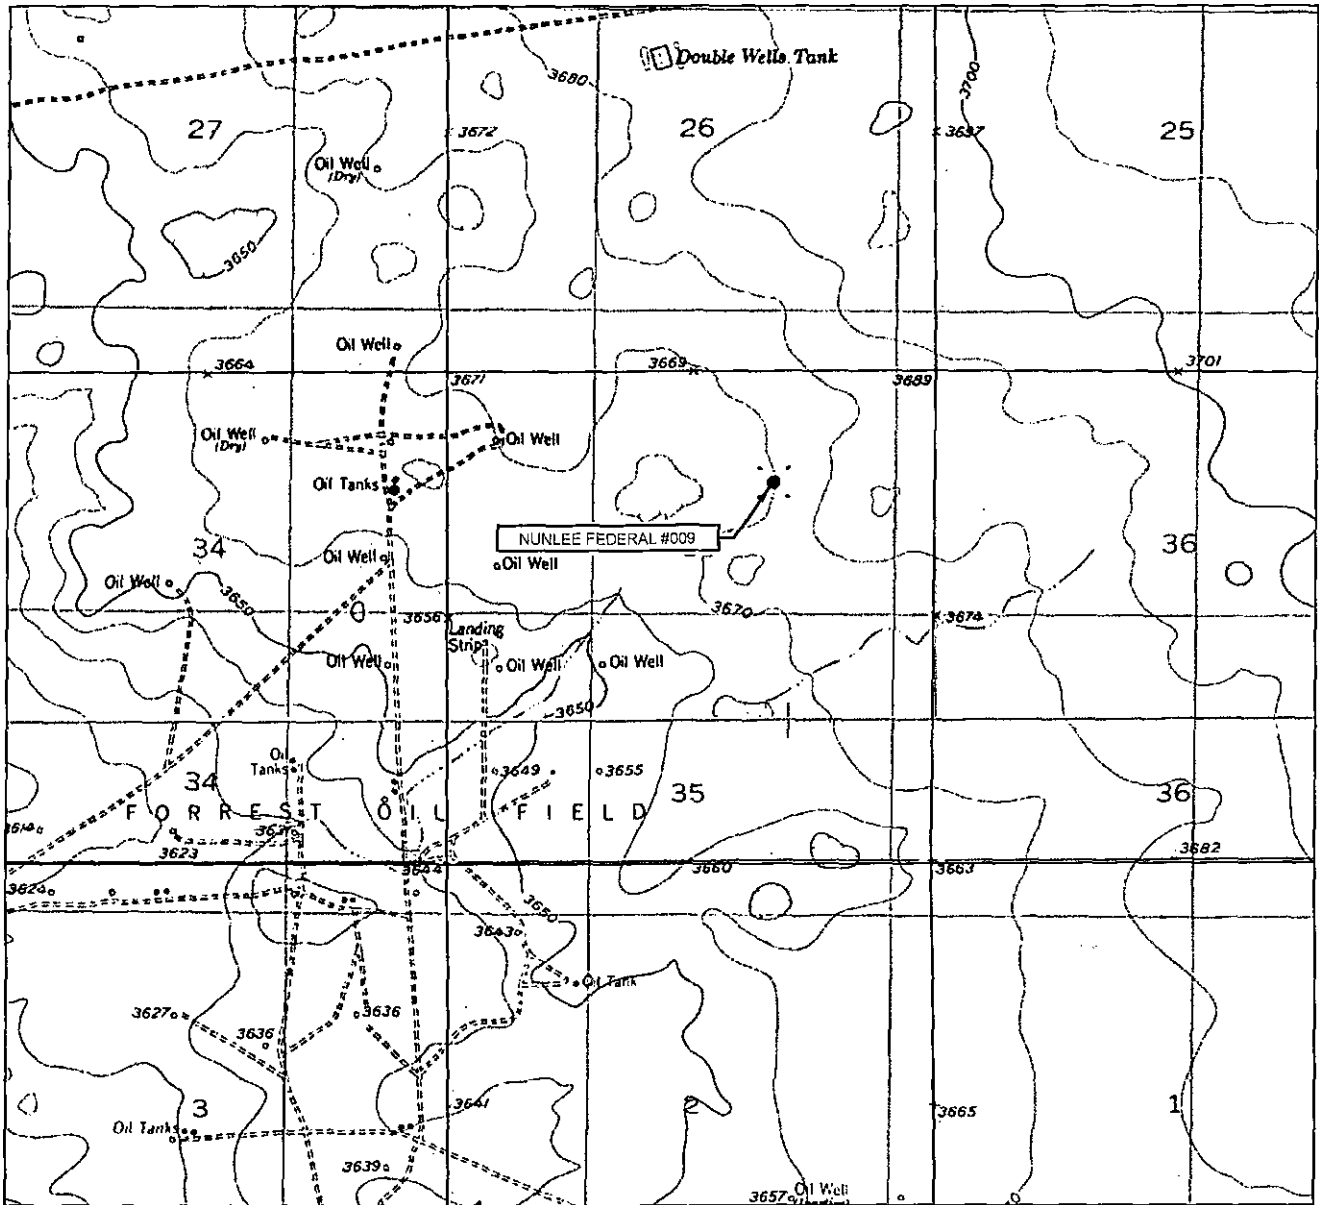 Double Wells Tank
3680
3700
27
3672
26
3697
25
Oil Well
(Dry)
3650
Oil Well
3664
3669
3701
3671
3689
Oil Well
(Dry)
Oil Well
Oil Tanks
NUNLEE FEDERAL #009
34
Oil Well
Oil Well
36
Oil Well
3650
3670
3656
3674
Landing
Strip
Oil Well
Oil Well
Oil Well
3650
Oil
Tanks
3649
3655
34
35
36
FORREST OIL FIELD
3614
3623
3682
3644
3660
3663
3624
3650
3643
Oil Tank
3627
3636
3636
3641
3
2
3665
1
Oil Tanks
3639
3657
Oil Well